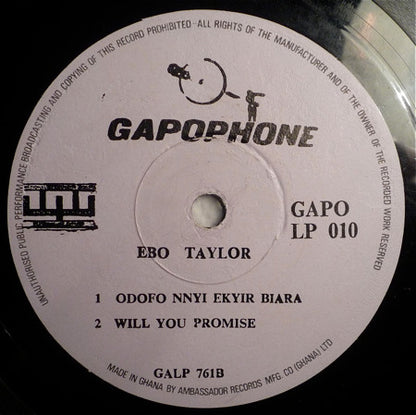 UNAUTHORISED PUBLIC PERFORMANCE BROADCASTING AND COPYING OF THIS RECORD PROHIBITED—ALL RIGHTS OF THE MANUFACTURER AND OF THE OWNER OF THE RECORDED WORK RESERVED
GAPOPHONE
GAPO
LP 010
EBO TAYLOR
1 ODOFO NNYI EKYIR BIARA
2 WILL YOU PROMISE
GALP 761B
MADE IN GHANA BY AMBASSADOR RECORDS MFG. CO (GHANA) LTD